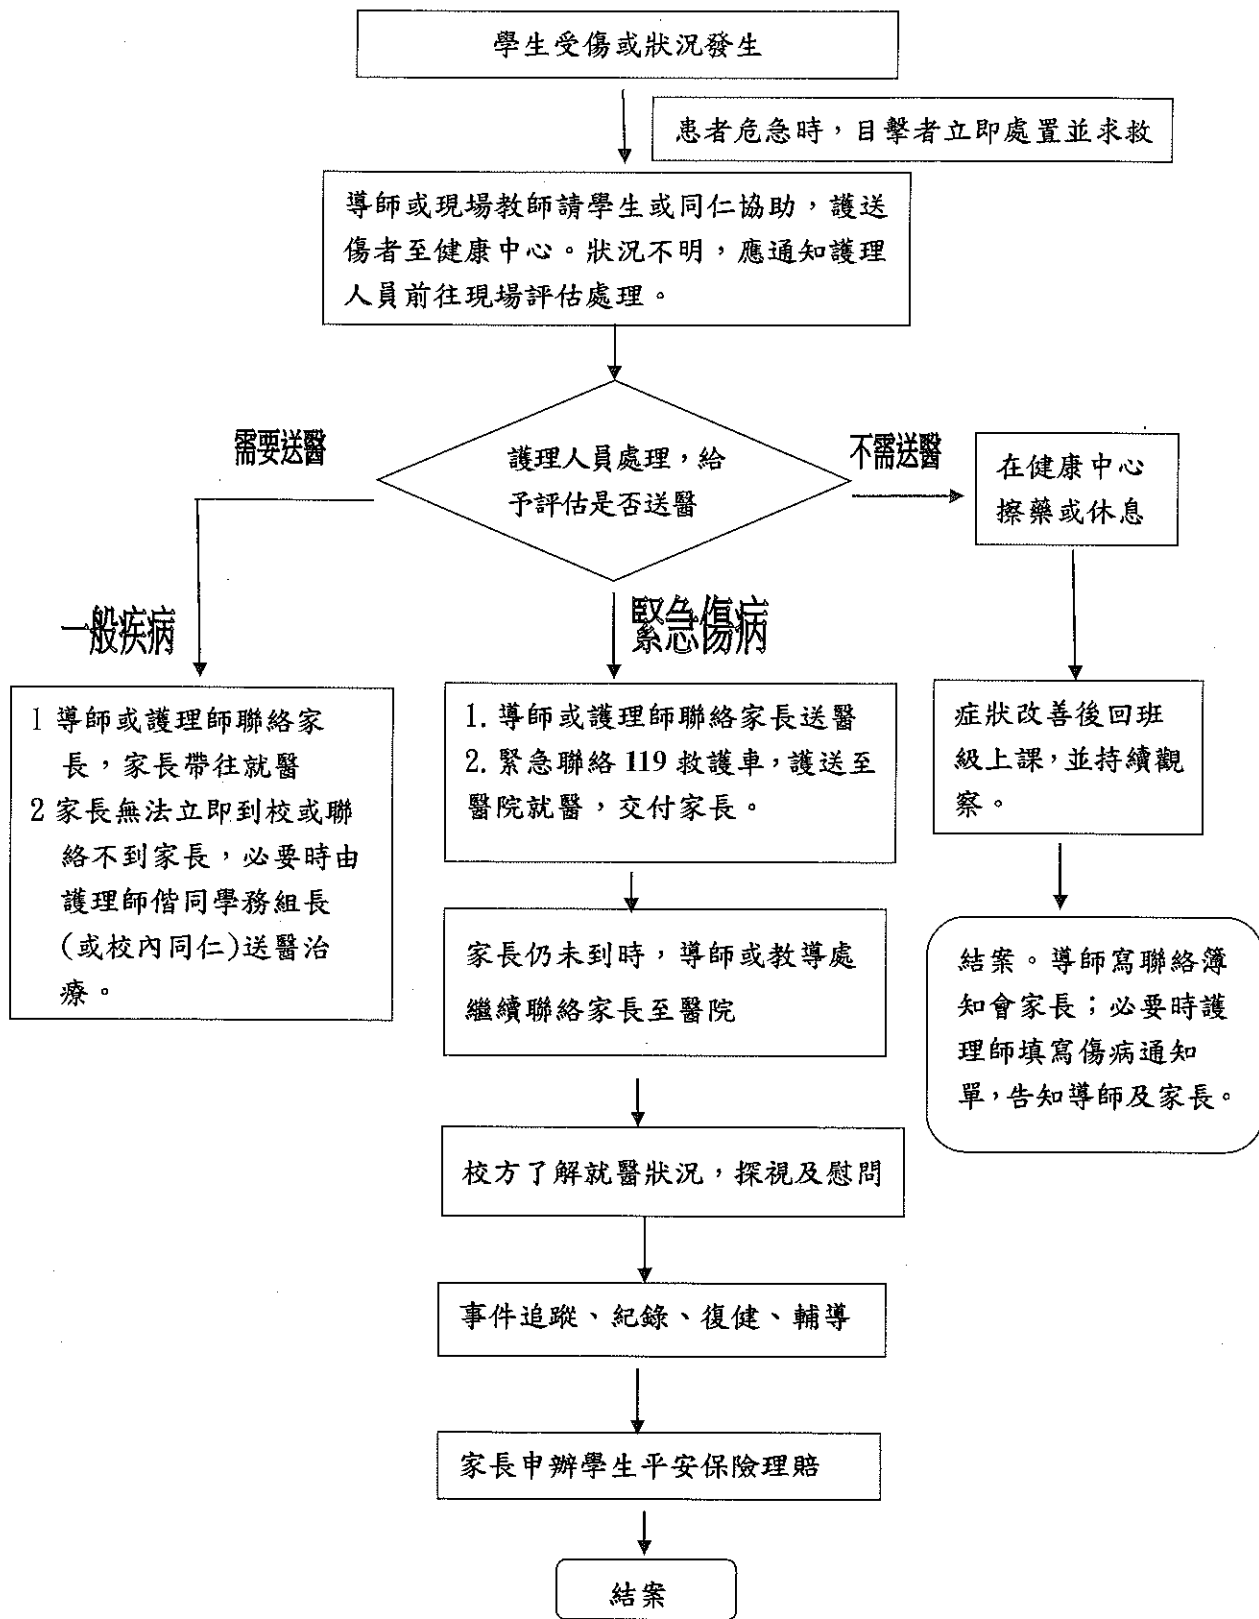 學生受傷或狀況發生
患者危急時，目擊者立即處置並求救
導師或現場教師請學生或同仁協助，護送
傷者至健康中心。狀況不明，應通知護理
人員前往現場評估處理。
需要送醫
護理人員處理，給
予評估是否送醫
不需送醫
在健康中心
擦藥或休息
一般疾病
緊急傷病
1 導師或護理師聯絡家
長，家長帶往就醫
2 家長無法立即到校或聯
絡不到家長，必要時由
護理師偕同學務組長
(或校內同仁)送醫治
療。
1. 導師或護理師聯絡家長送醫
2. 緊急聯絡 119 救護車，護送至
醫院就醫，交付家長。
症狀改善後回班
級上課，並持續觀
察。
家長仍未到時，導師或教導處
繼續聯絡家長至醫院
結案。導師寫聯絡簿
知會家長；必要時護
理師填寫傷病通知
單，告知導師及家長。
校方了解就醫狀況，探視及慰問
事件追蹤、紀錄、復健、輔導
家長申辦學生平安保險理賠
結案